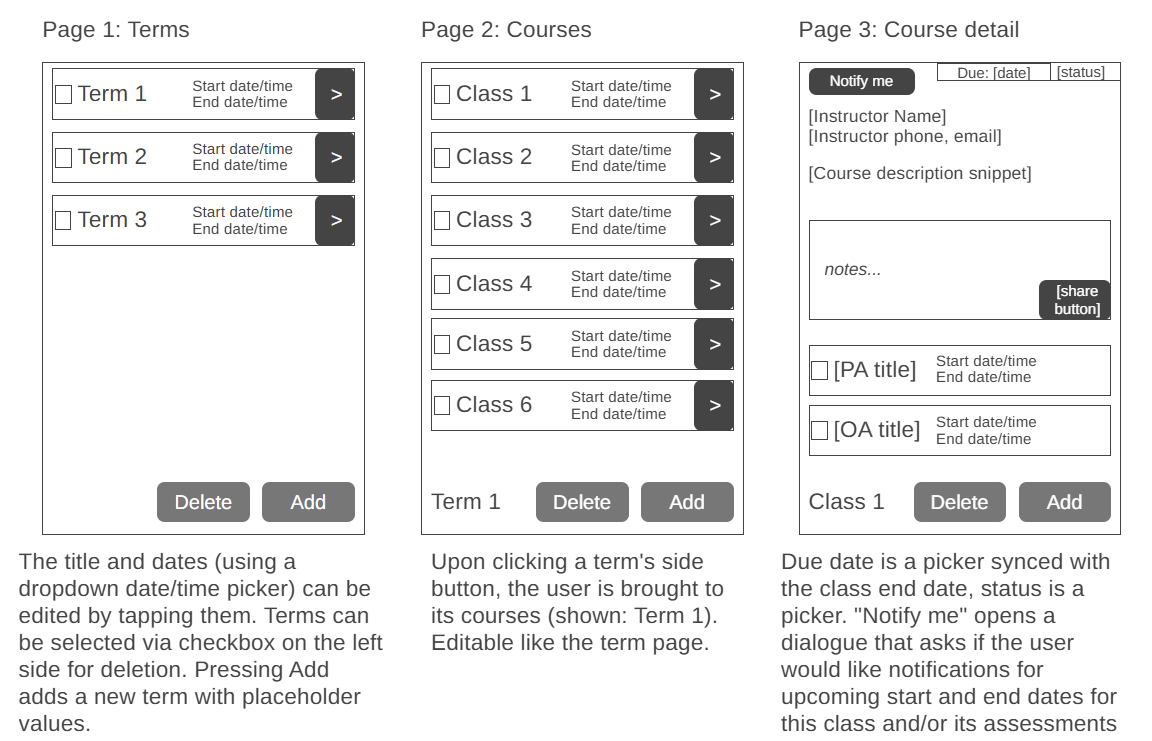 Page 1: Terms
Term 1
Start date/time
End date/time
>
Term 2
Start date/time
End date/time
>
Term 3
Start date/time
End date/time
>
Delete
Add
The title and dates (using a
dropdown date/time picker) can be
edited by tapping them. Terms can
be selected via checkbox on the left
side for deletion. Pressing Add
adds a new term with placeholder
values.
Page 2: Courses
Class 1
Start date/time
End date/time
>
Class 2
Start date/time
End date/time
>
Class 3
Start date/time
End date/time
>
Class 4
Start date/time
End date/time
>
Class 5
Start date/time
End date/time
>
Class 6
Start date/time
End date/time
>
Term 1
Delete
Add
Upon clicking a term's side
button, the user is brought to
its courses (shown: Term 1).
Editable like the term page.
Page 3: Course detail
Notify me
Due: [date]
[status]
[Instructor Name]
[Instructor phone, email]
[Course description snippet]
notes...
[share
button]
[PA title]
Start date/time
End date/time
[OA title]
Start date/time
End date/time
Class 1
Delete
Add
Due date is a picker synced with
the class end date, status is a
picker. "Notify me" opens a
dialogue that asks if the user
would like notifications for
upcoming start and end dates for
this class and/or its assessments